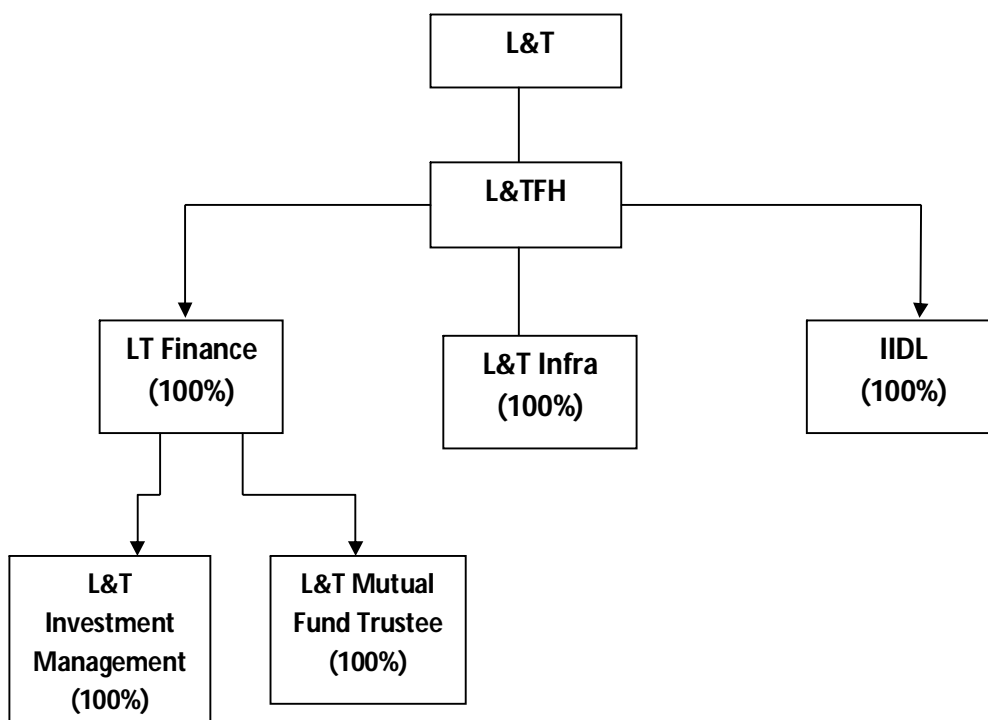 L&T
L&TFH
LT Finance
(100%)
L&T Infra
(100%)
IIDL
(100%)
L&T
Investment
Management
(100%)
L&T Mutual
Fund Trustee
(100%)